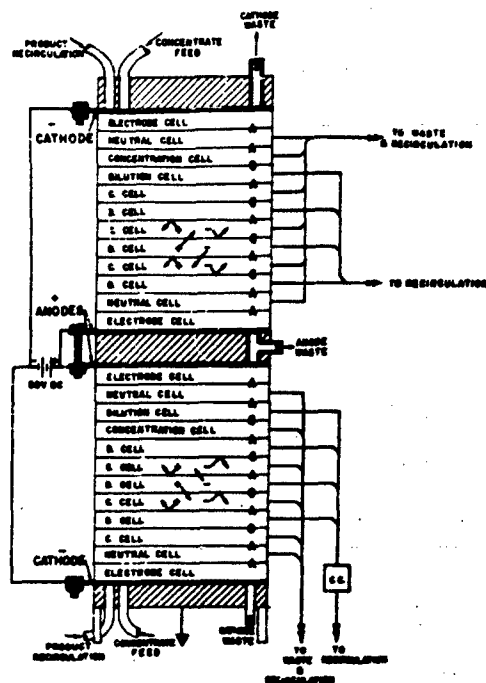 CATHODE
WASTE
PRODUCT
RECIRCULATION
CONCENTRATE
FEED
-
CATHODE
ELECTRODE CELL
NEUTRAL CELL
CONCENTRATION CELL
DILUTION CELL
C. CELL
D. CELL
C. CELL
D. CELL
C. CELL
D. CELL
NEUTRAL CELL
ELECTRODE CELL
TO WASTE
& RECIRCULATION
TO RECIRCULATION
+
ANODES
ANODE
WASTE
DC
ELECTRODE CELL
NEUTRAL CELL
DILUTION CELL
CONCENTRATION CELL
D. CELL
C. CELL
D. CELL
C. CELL
D. CELL
C. CELL
NEUTRAL CELL
ELECTRODE CELL
-
CATHODE
C.C.
PRODUCT
RECIRCULATION
CONCENTRATE
FEED
WASTE
TO
WASTE
&
RECIRCULATION
TO
RECIRCULATION